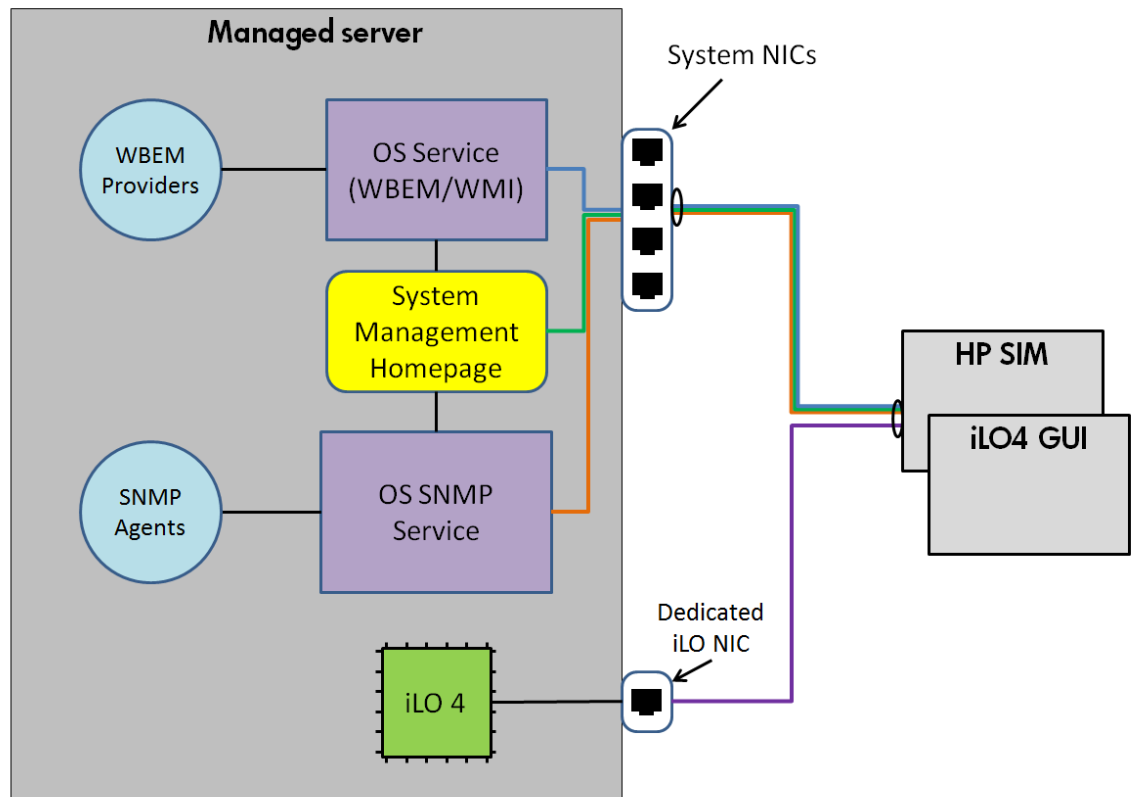 Managed server
System NICs
WBEM
Providers
OS Service
(WBEM/WMI)
System
Management
Homepage
HP SIM
iLO4 GUI
SNMP
Agents
OS SNMP
Service
Dedicated
iLO NIC
iLO 4